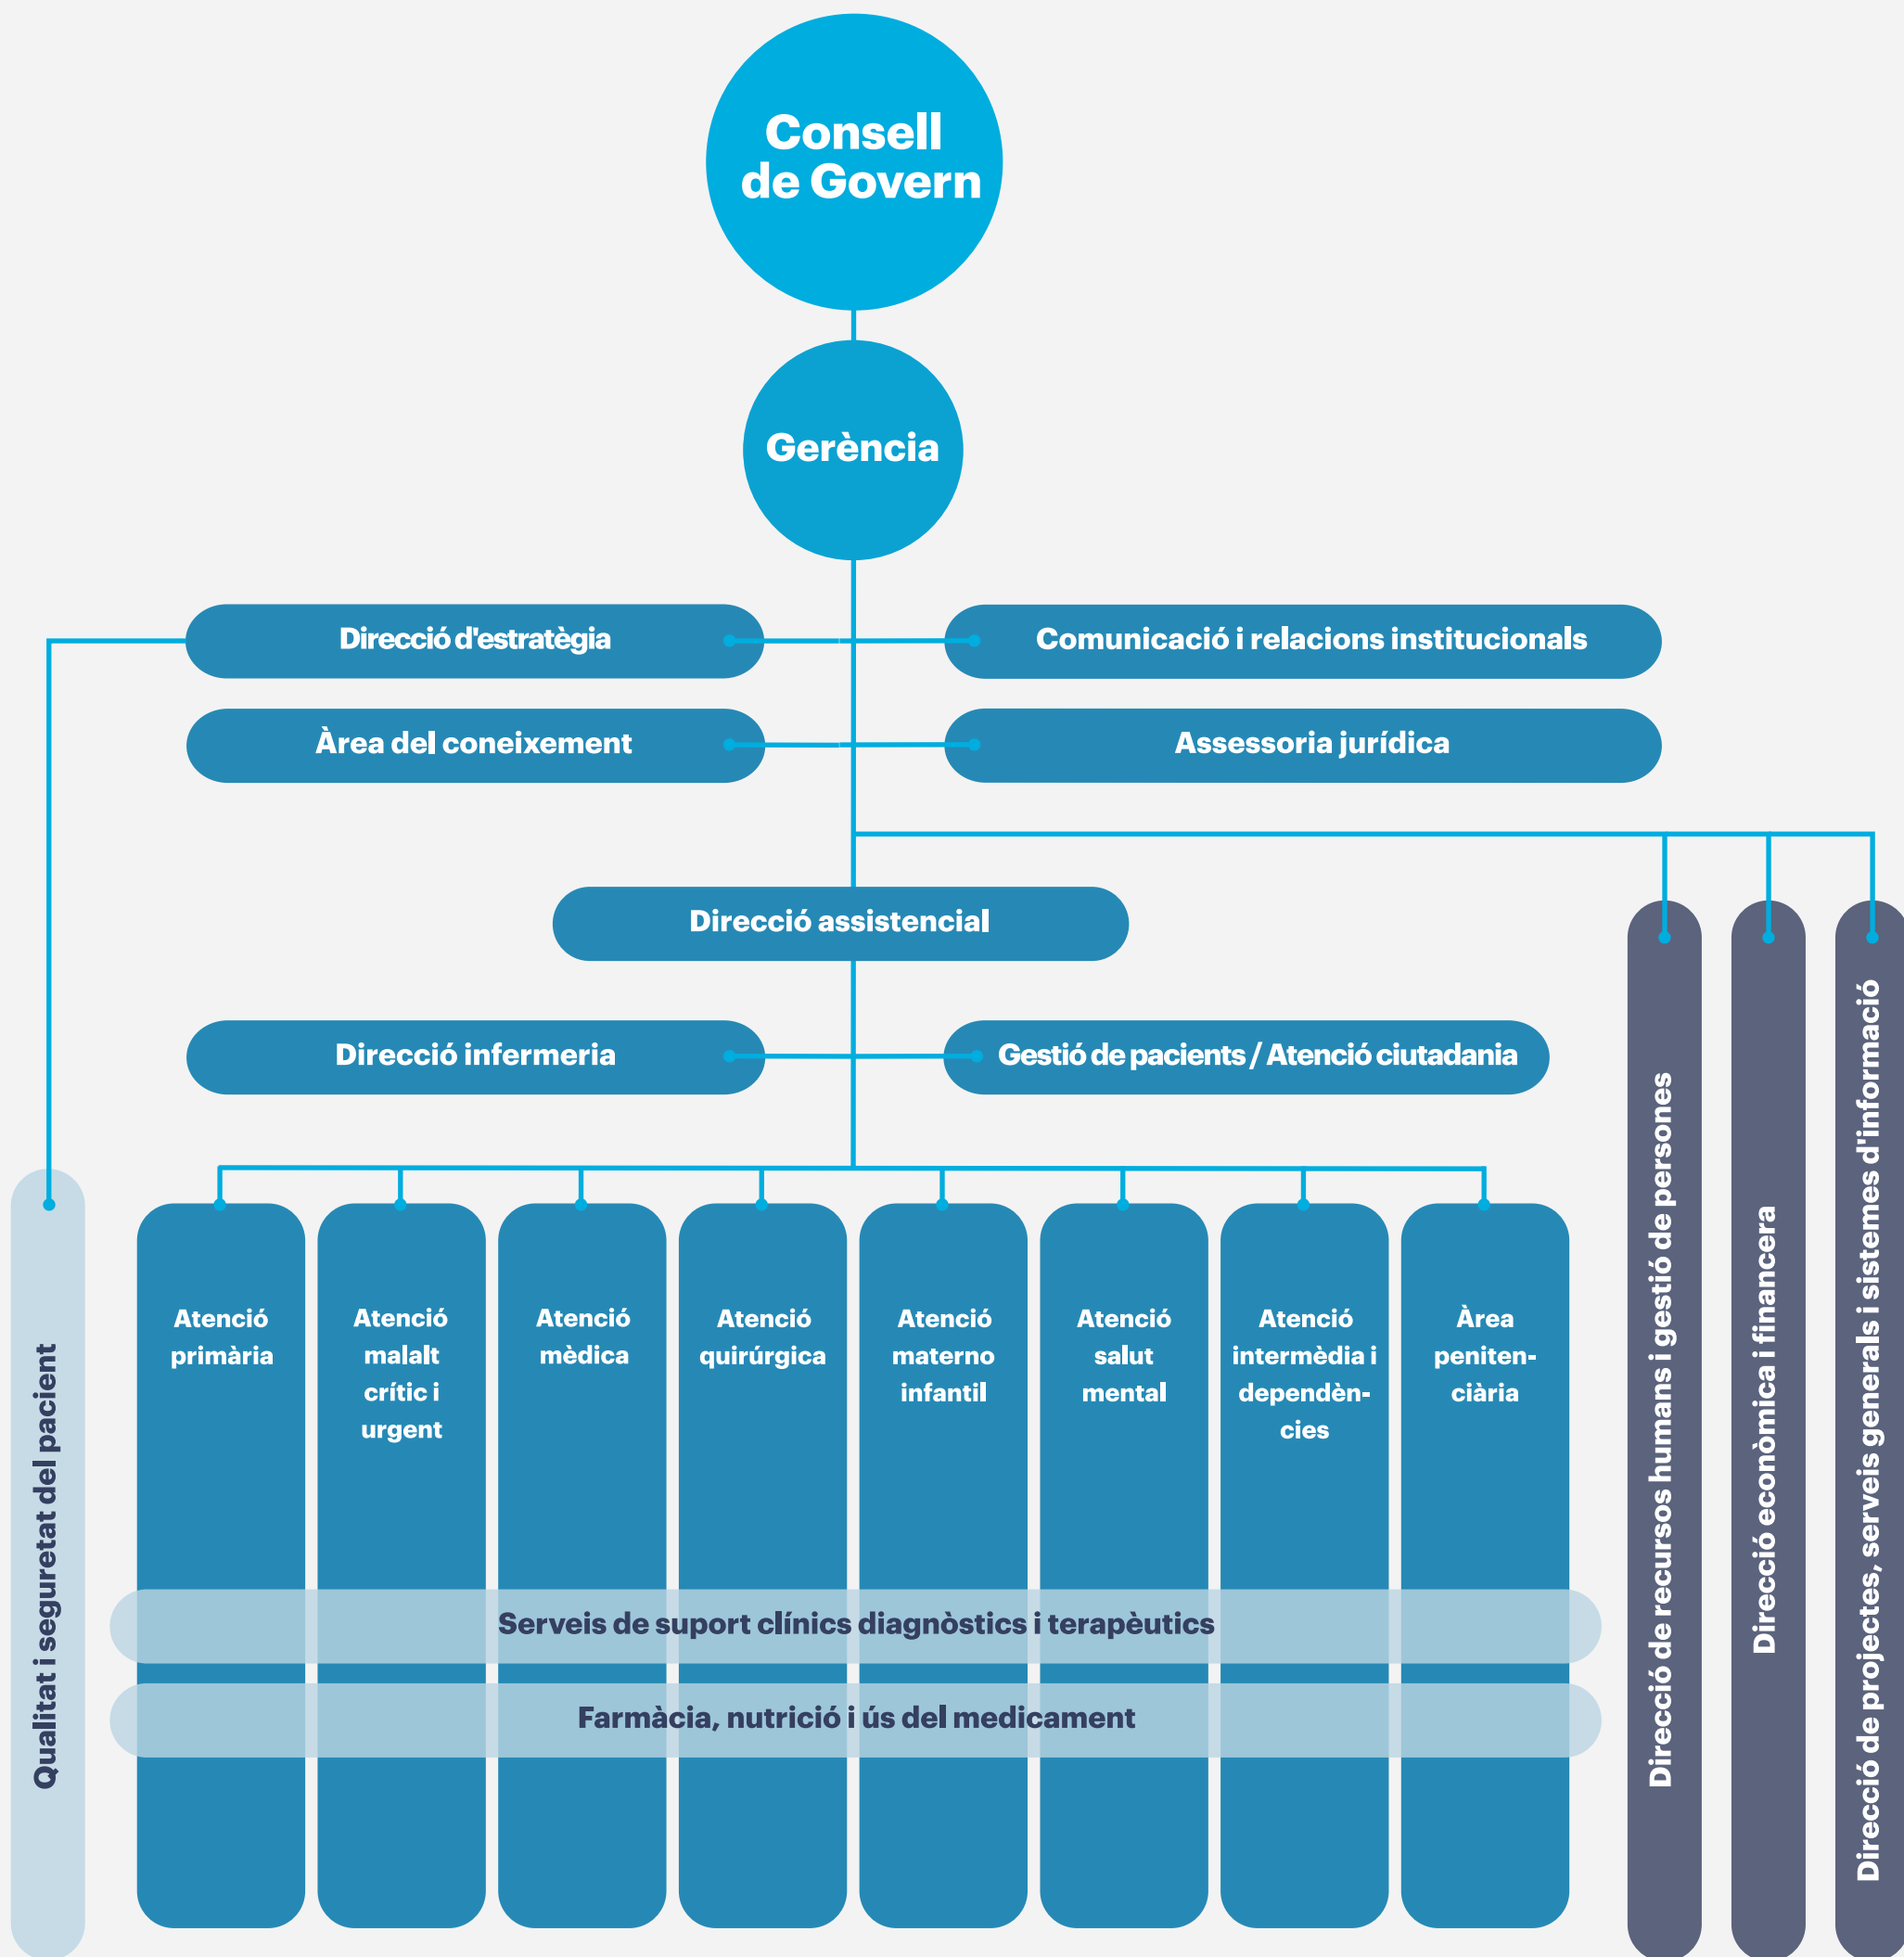 Consell
de Govern
Gerència
Direcció d'estratègia
Comunicació i relacions institucionals
Àrea del coneixement
Assessoria jurídica
Direcció assistencial
Direcció infermeria
Gestió de pacients / Atenció ciutadania
Qualitat i seguretat del pacient
Atenció
primària
Atenció
malalt
crític i
urgent
Atenció
mèdica
Atenció
quirúrgica
Atenció
materno
infantil
Atenció
salut
mental
Atenció
intermèdia i
dependèn-
cies
Àrea
peniten-
ciària
Serveis de suport clínics diagnòstics i terapèutics
Farmàcia, nutrició i ús del medicament
Direcció de recursos humans i gestió de persones
Direcció econòmica i financera
Direcció de projectes, serveis generals i sistemes d'informació